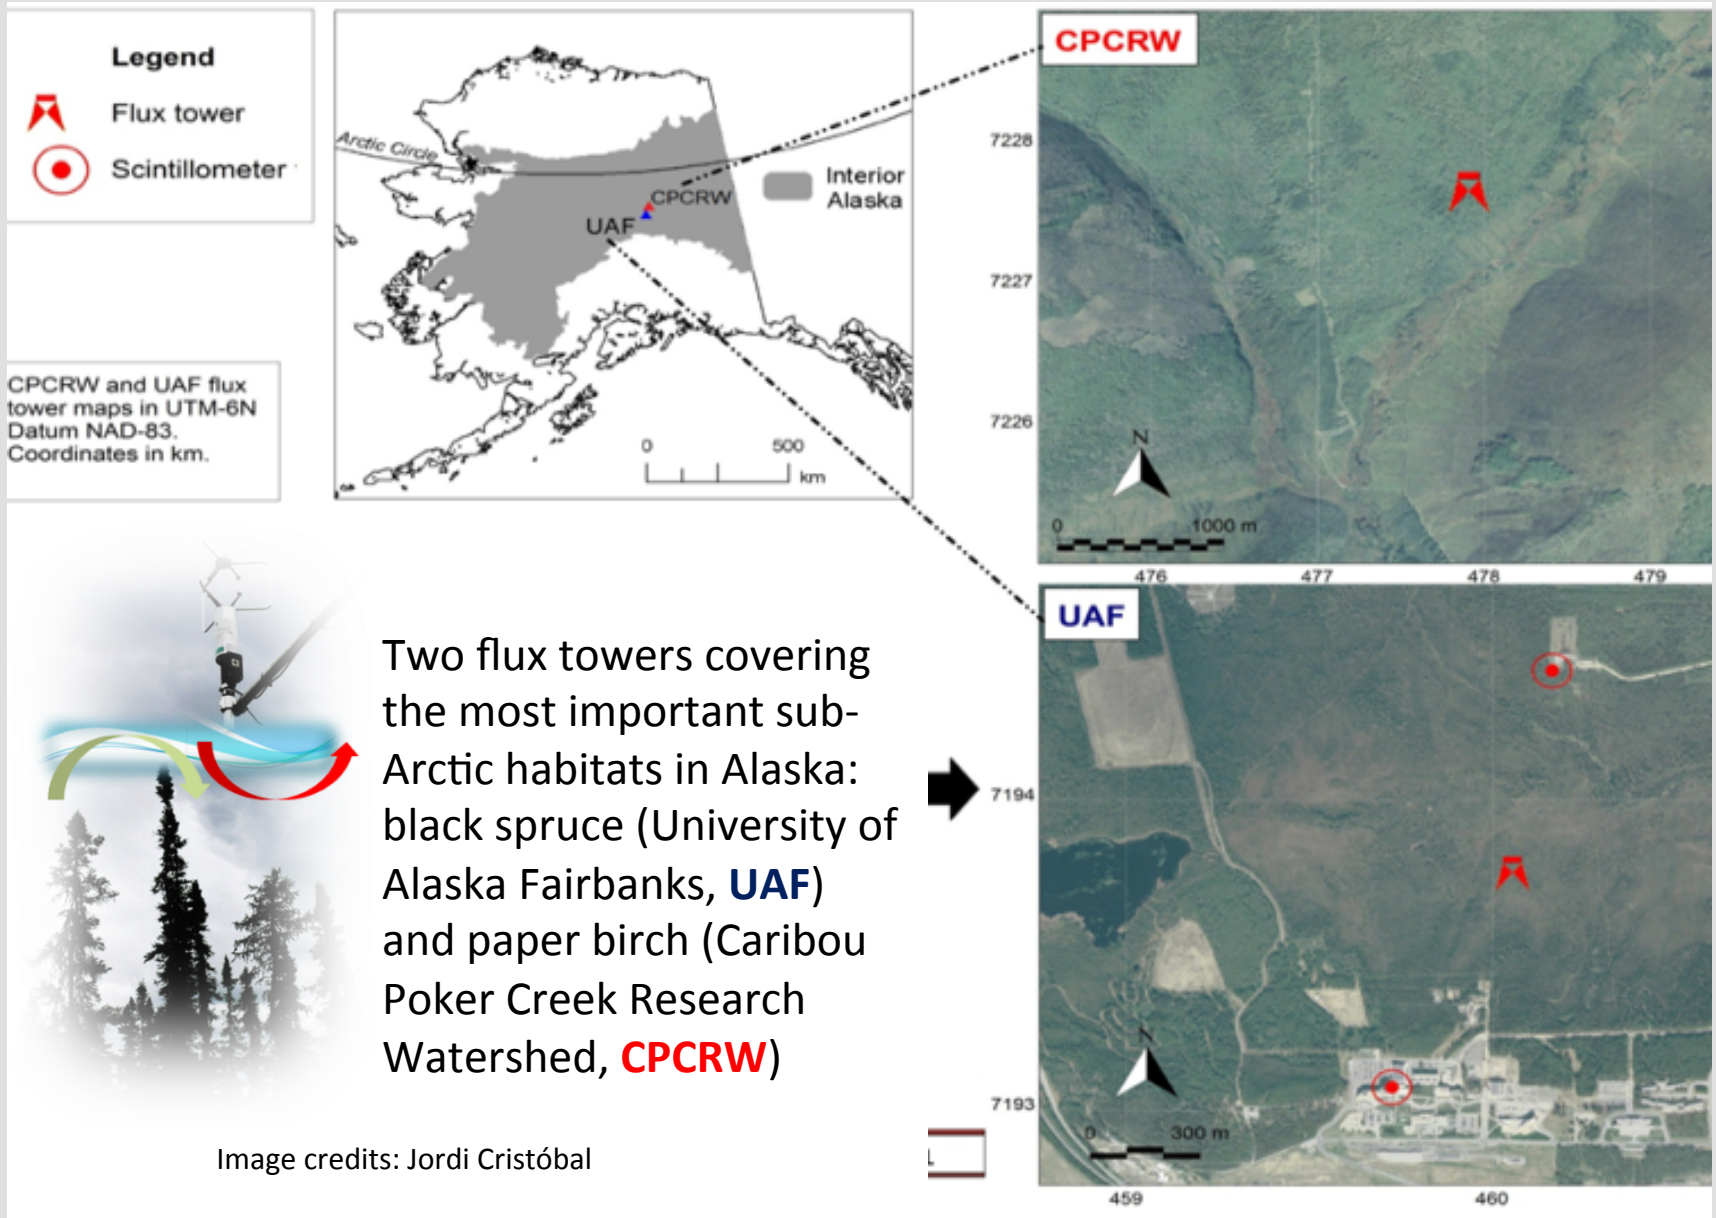 Legend
Flux tower
Scintillometer
CPCRW and UAF flux
tower maps in UTM-6N
Datum NAD-83.
Coordinates in km.
Arctic Circle
CPCRW
UAF
Interior
Alaska
0
500
km
CPCRW
7228
7227
7226
N
0
1000 m
476
477
478
479
UAF
7194
7193
N
0
300 m
459
460
Two flux towers covering
the most important sub-
Arctic habitats in Alaska:
black spruce (University of
Alaska Fairbanks, UAF)
and paper birch (Caribou
Poker Creek Research
Watershed, CPCRW)
Image credits: Jordi Cristóbal